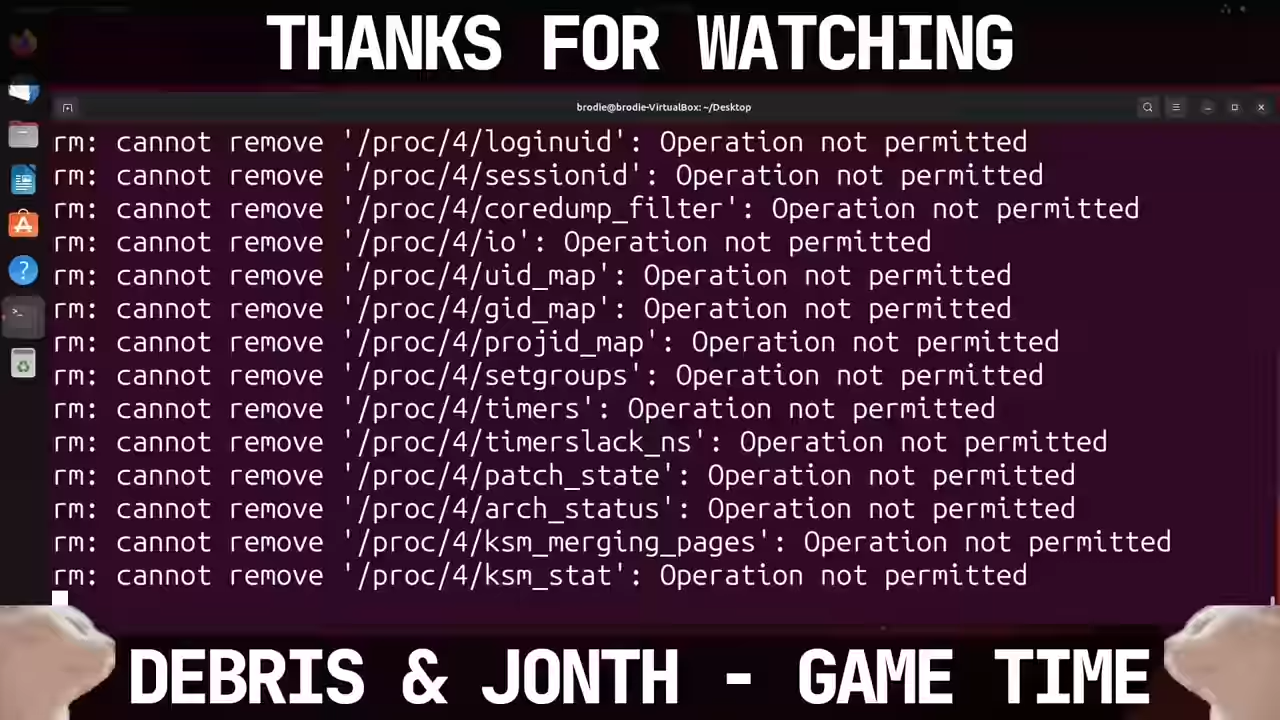 THANKS FOR WATCHING
brodie@brodie-VirtualBox: ~/Desktop
rm: cannot remove '/proc/4/loginuid': Operation not permitted
rm: cannot remove '/proc/4/sessionid': Operation not permitted
rm: cannot remove '/proc/4/coredump_filter': Operation not permitted
rm: cannot remove '/proc/4/io': Operation not permitted
rm: cannot remove '/proc/4/uid_map': Operation not permitted
rm: cannot remove '/proc/4/gid_map': Operation not permitted
rm: cannot remove '/proc/4/projid_map': Operation not permitted
rm: cannot remove '/proc/4/setgroups': Operation not permitted
rm: cannot remove '/proc/4/timers': Operation not permitted
rm: cannot remove '/proc/4/timerslack_ns': Operation not permitted
rm: cannot remove '/proc/4/patch_state': Operation not permitted
rm: cannot remove '/proc/4/arch_status': Operation not permitted
rm: cannot remove '/proc/4/ksm_merging_pages': Operation not permitted
rm: cannot remove '/proc/4/ksm_stat': Operation not permitted
DEBRIS & JONTH - GAME TIME